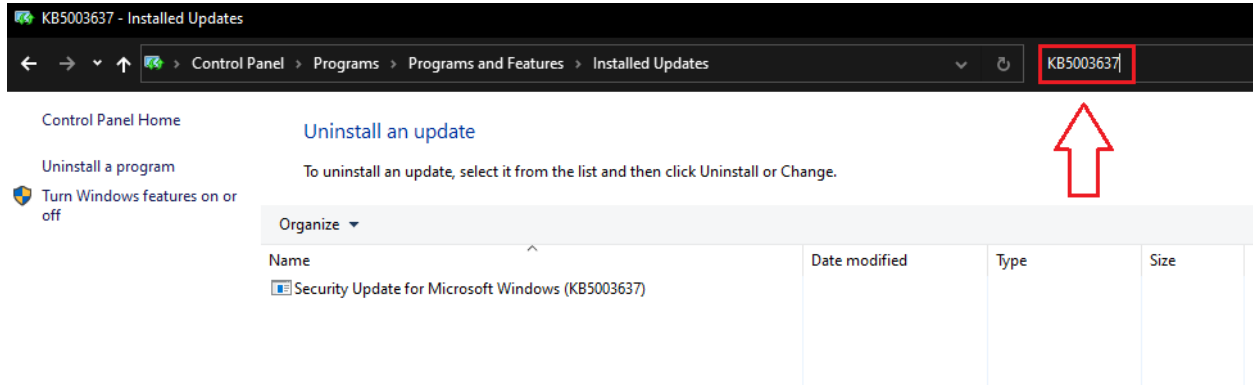 KB5003637 - Installed Updates
Control Panel > Programs > Programs and Features > Installed Updates
KB5003637
Control Panel Home
Uninstall a program
Turn Windows features on or
off
Uninstall an update
To uninstall an update, select it from the list and then click Uninstall or Change.
Organize
Name Date modified Type Size
Security Update for Microsoft Windows (KB5003637)